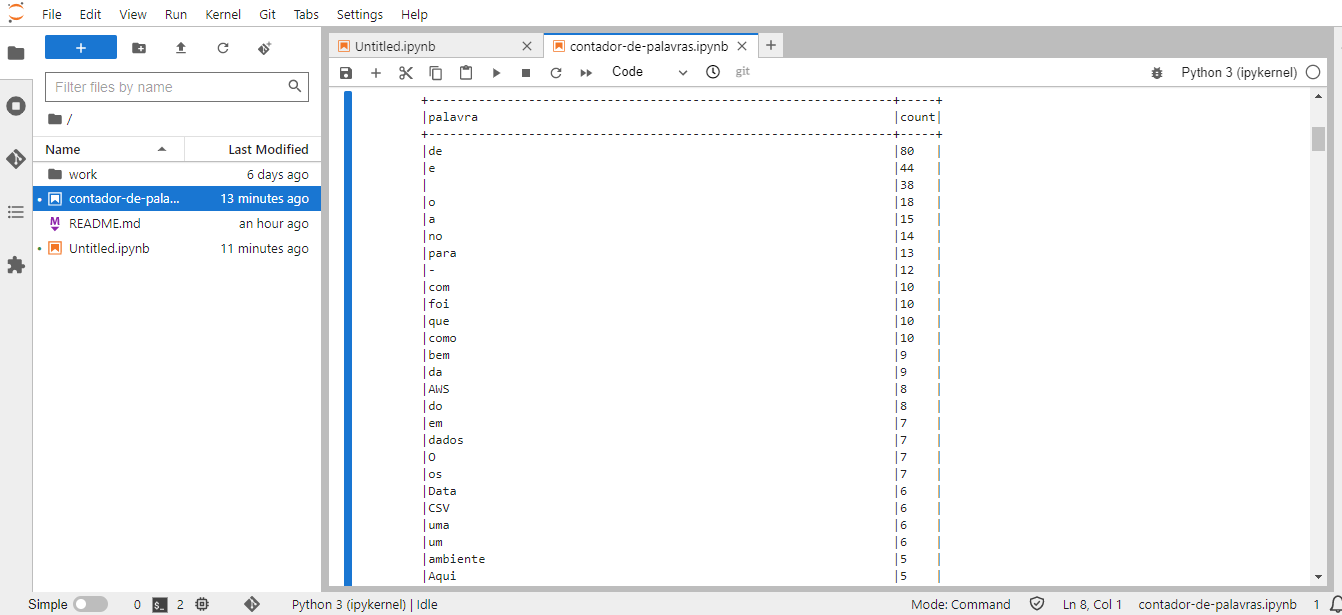 File Edit View Run Kernel Git Tabs Settings Help
Untitled.ipynb contador-de-palavras.ipynb
Filter files by name
Code git Python 3 (ipykernel)
/
Name Last Modified
work 6 days ago
contador-de-pala... 13 minutes ago
README.md an hour ago
Untitled.ipynb 11 minutes ago
+------------------------------------------------------------------+-----+
|palavra |count|
+------------------------------------------------------------------+-----+
|de |80 |
|e |44 |
| |38 |
|o |18 |
|a |15 |
|no |14 |
|para |13 |
|- |12 |
|com |10 |
|foi |10 |
|que |10 |
|como |10 |
|bem |9 |
|da |9 |
|AWS |8 |
|do |8 |
|em |7 |
|dados |7 |
|O |7 |
|os |7 |
|Data |6 |
|CSV |6 |
|uma |6 |
|um |6 |
|ambiente |5 |
|Aqui |5 |
Simple 0 $_ 2 Python 3 (ipykernel) | Idle Mode: Command Ln 8, Col 1 contador-de-palavras.ipynb 1